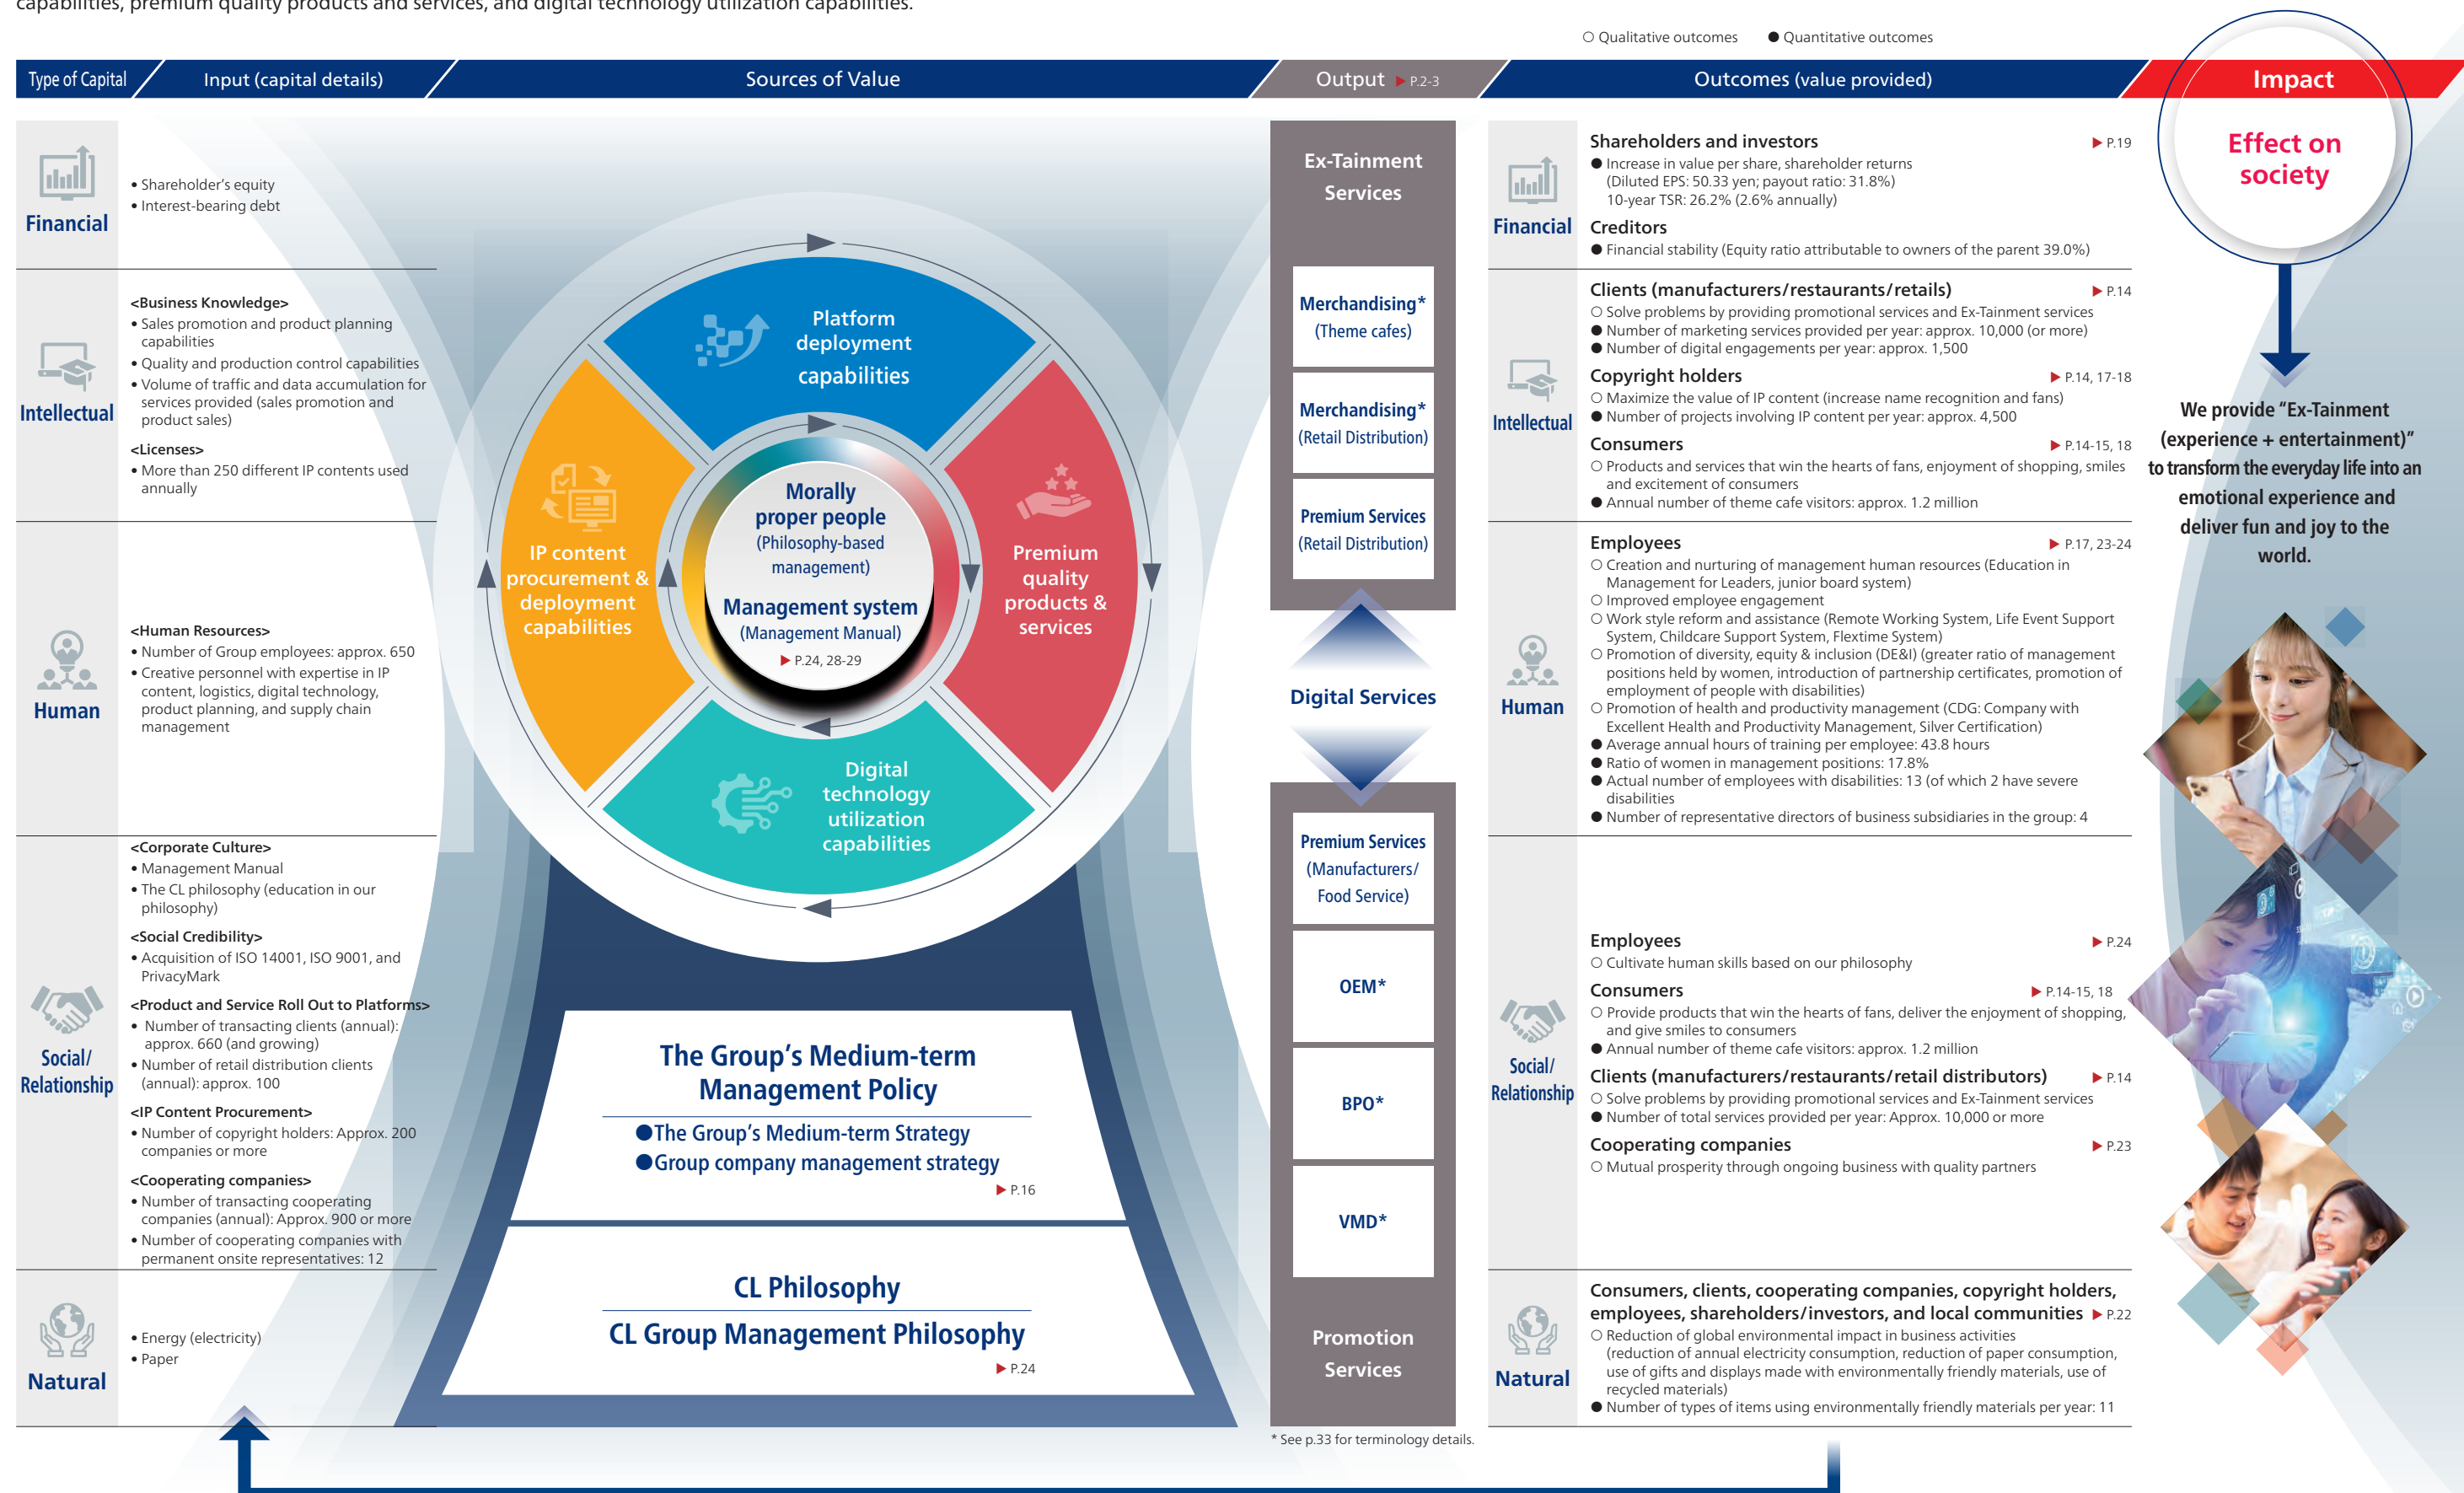 capabilities, premium quality products and services, and digital technology utilization capabilities.
○ Qualitative outcomes ● Quantitative outcomes
Type of Capital
Input (capital details)
Sources of Value
Output ▶ P.2-3
Outcomes (value provided)
Impact
Financial
• Shareholder's equity
• Interest-bearing debt
Intellectual
<Business Knowledge>
• Sales promotion and product planning
capabilities
• Quality and production control capabilities
• Volume of traffic and data accumulation for
services provided (sales promotion and
product sales)
<Licenses>
• More than 250 different IP contents used
annually
Human
<Human Resources>
• Number of Group employees: approx. 650
• Creative personnel with expertise in IP
content, logistics, digital technology,
product planning, and supply chain
management
Social/
Relationship
<Corporate Culture>
• Management Manual
• The CL philosophy (education in our
philosophy)
<Social Credibility>
• Acquisition of ISO 14001, ISO 9001, and
PrivacyMark
<Product and Service Roll Out to Platforms>
• Number of transacting clients (annual):
approx. 660 (and growing)
• Number of retail distribution clients
(annual): approx. 100
<IP Content Procurement>
• Number of copyright holders: Approx. 200
companies or more
<Cooperating companies>
• Number of transacting cooperating
companies (annual): Approx. 900 or more
• Number of cooperating companies with
permanent onsite representatives: 12
Natural
• Energy (electricity)
• Paper
Platform
deployment
capabilities
IP content
procurement &
deployment
capabilities
Morally
proper people
(Philosophy-based
management)
Management system
(Management Manual)
▶ P.24, 28-29
Premium
quality
products &
services
Digital
technology
utilization
capabilities
The Group's Medium-term
Management Policy
●The Group's Medium-term Strategy
●Group company management strategy
▶ P.16
CL Philosophy
CL Group Management Philosophy
▶ P.24
Ex-Tainment
Services
Merchandising*
(Theme cafes)
Merchandising*
(Retail Distribution)
Premium Services
(Retail Distribution)
Digital Services
Premium Services
(Manufacturers/
Food Service)
OEM*
BPO*
VMD*
Promotion
Services
* See p.33 for terminology details.
Financial
Shareholders and investors ▶ P.19
● Increase in value per share, shareholder returns
(Diluted EPS: 50.33 yen; payout ratio: 31.8%)
10-year TSR: 26.2% (2.6% annually)
Creditors
● Financial stability (Equity ratio attributable to owners of the parent 39.0%)
Intellectual
Clients (manufacturers/restaurants/retails) ▶ P.14
○ Solve problems by providing promotional services and Ex-Tainment services
● Number of marketing services provided per year: approx. 10,000 (or more)
● Number of digital engagements per year: approx. 1,500
Copyright holders ▶ P.14, 17-18
○ Maximize the value of IP content (increase name recognition and fans)
● Number of projects involving IP content per year: approx. 4,500
Consumers ▶ P.14-15, 18
○ Products and services that win the hearts of fans, enjoyment of shopping, smiles
and excitement of consumers
● Annual number of theme cafe visitors: approx. 1.2 million
Human
Employees ▶ P.17, 23-24
○ Creation and nurturing of management human resources (Education in
Management for Leaders, junior board system)
○ Improved employee engagement
○ Work style reform and assistance (Remote Working System, Life Event Support
System, Childcare Support System, Flextime System)
○ Promotion of diversity, equity & inclusion (DE&I) (greater ratio of management
positions held by women, introduction of partnership certificates, promotion of
employment of people with disabilities)
○ Promotion of health and productivity management (CDG: Company with
Excellent Health and Productivity Management, Silver Certification)
● Average annual hours of training per employee: 43.8 hours
● Ratio of women in management positions: 17.8%
● Actual number of employees with disabilities: 13 (of which 2 have severe
disabilities
● Number of representative directors of business subsidiaries in the group: 4
Social/
Relationship
Employees ▶ P.24
○ Cultivate human skills based on our philosophy
Consumers ▶ P.14-15, 18
○ Provide products that win the hearts of fans, deliver the enjoyment of shopping,
and give smiles to consumers
● Annual number of theme cafe visitors: approx. 1.2 million
Clients (manufacturers/restaurants/retail distributors) ▶ P.14
○ Solve problems by providing promotional services and Ex-Tainment services
● Number of total services provided per year: Approx. 10,000 or more
Cooperating companies ▶ P.23
○ Mutual prosperity through ongoing business with quality partners
Natural
Consumers, clients, cooperating companies, copyright holders,
employees, shareholders/investors, and local communities ▶ P.22
○ Reduction of global environmental impact in business activities
(reduction of annual electricity consumption, reduction of paper consumption,
use of gifts and displays made with environmentally friendly materials, use of
recycled materials)
● Number of types of items using environmentally friendly materials per year: 11
Effect on
society
We provide "Ex-Tainment
(experience + entertainment)"
to transform the everyday life into an
emotional experience and
deliver fun and joy to the
world.